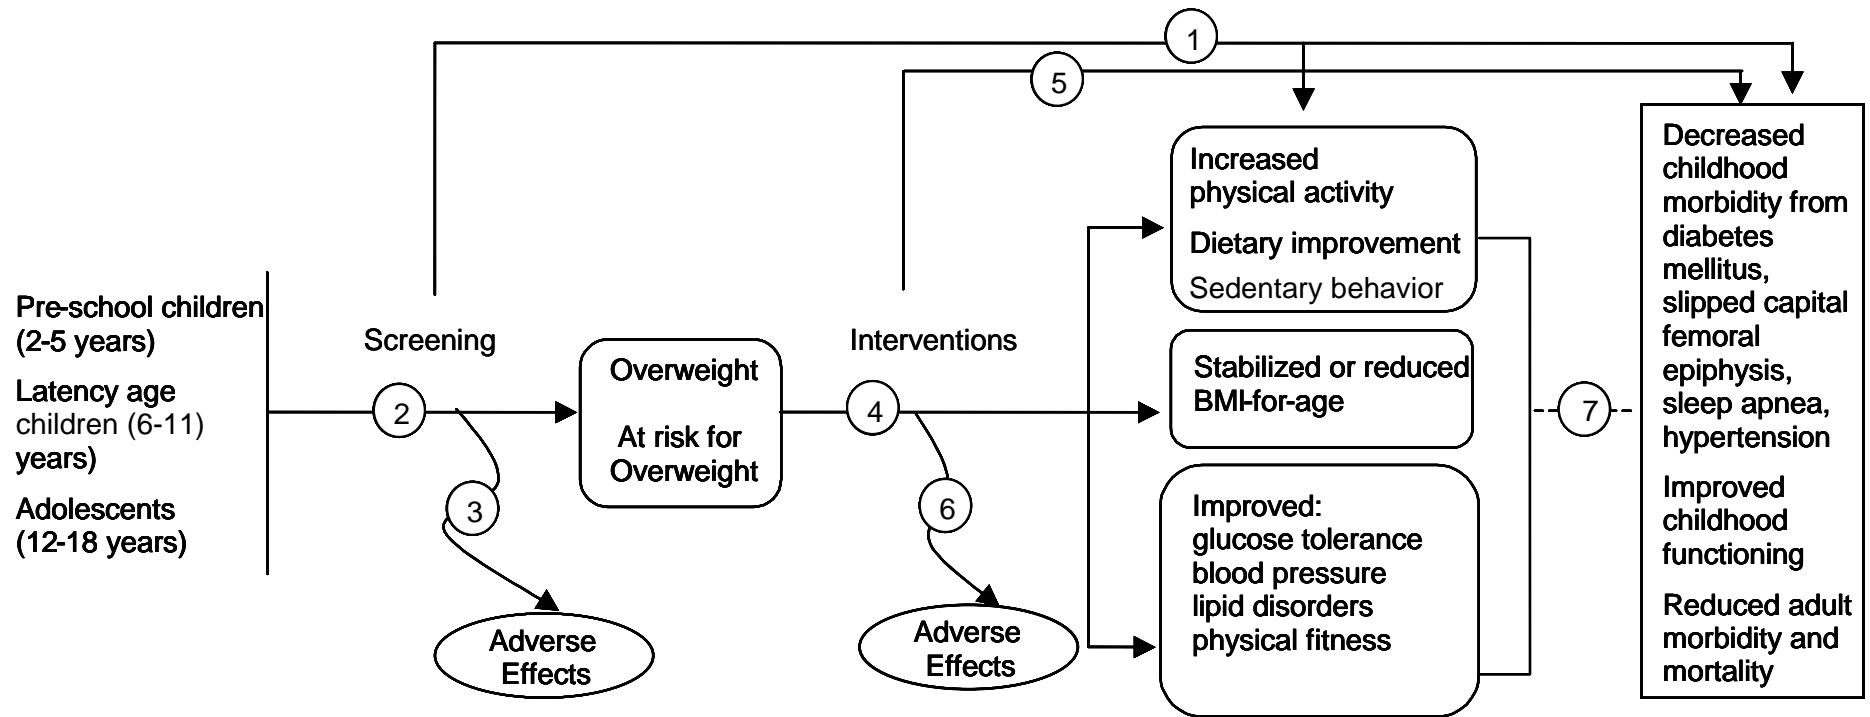 1
5
Pre-school children
(2-5 years)
Latency age
children (6-11)
years)
Adolescents
(12-18 years)
Screening
2
3
Adverse
Effects
Overweight
At risk for
Overweight
Interventions
4
6
Adverse
Effects
Increased
physical activity
Dietary improvement
Sedentary behavior
Stabilized or reduced
BMI-for-age
Improved:
glucose tolerance
blood pressure
lipid disorders
physical fitness
7
Decreased
childhood
morbidity from
diabetes
mellitus,
slipped capital
femoral
epiphysis,
sleep apnea,
hypertension
Improved
childhood
functioning
Reduced adult
morbidity and
mortality